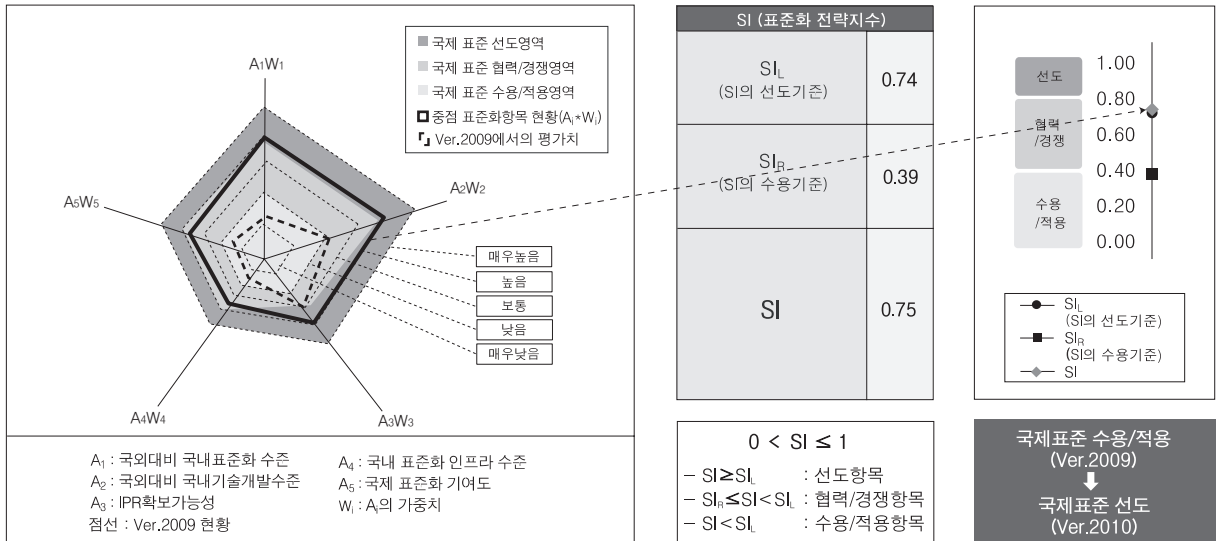 국제 표준 선도영역
국제 표준 협력/경쟁영역
국제 표준 수용/적용영역
중점 표준화항목 현황(Aᵢ*Wᵢ)
Ver.2009에서의 평가치
A₁W₁
A₂W₂
A₅W₅
A₄W₄
A₃W₃
매우높음
높음
보통
낮음
매우낮음
A₁ : 국외대비 국내표준화 수준
A₂ : 국외대비 국내기술개발수준
A₃ : IPR확보가능성
점선 : Ver.2009 현황
A₄ : 국내 표준화 인프라 수준
A₅ : 국제 표준화 기여도
Wᵢ : Aᵢ의 가중치
SI (표준화 전략지수)
SI_L
(SI의 선도기준)
0.74
SI_R
(SI의 수용기준)
0.39
SI
0.75
0 < SI ≤ 1
– SI≥SI_L : 선도항목
– SI_R≤SI<SI_L : 협력/경쟁항목
– SI<SI_L : 수용/적용항목
선도
협력
/경쟁
수용
/적용
1.00
0.80
0.60
0.40
0.20
0.00
SI_L
(SI의 선도기준)
SI_R
(SI의 수용기준)
SI
국제표준 수용/적용
(Ver.2009)
국제표준 선도
(Ver.2010)